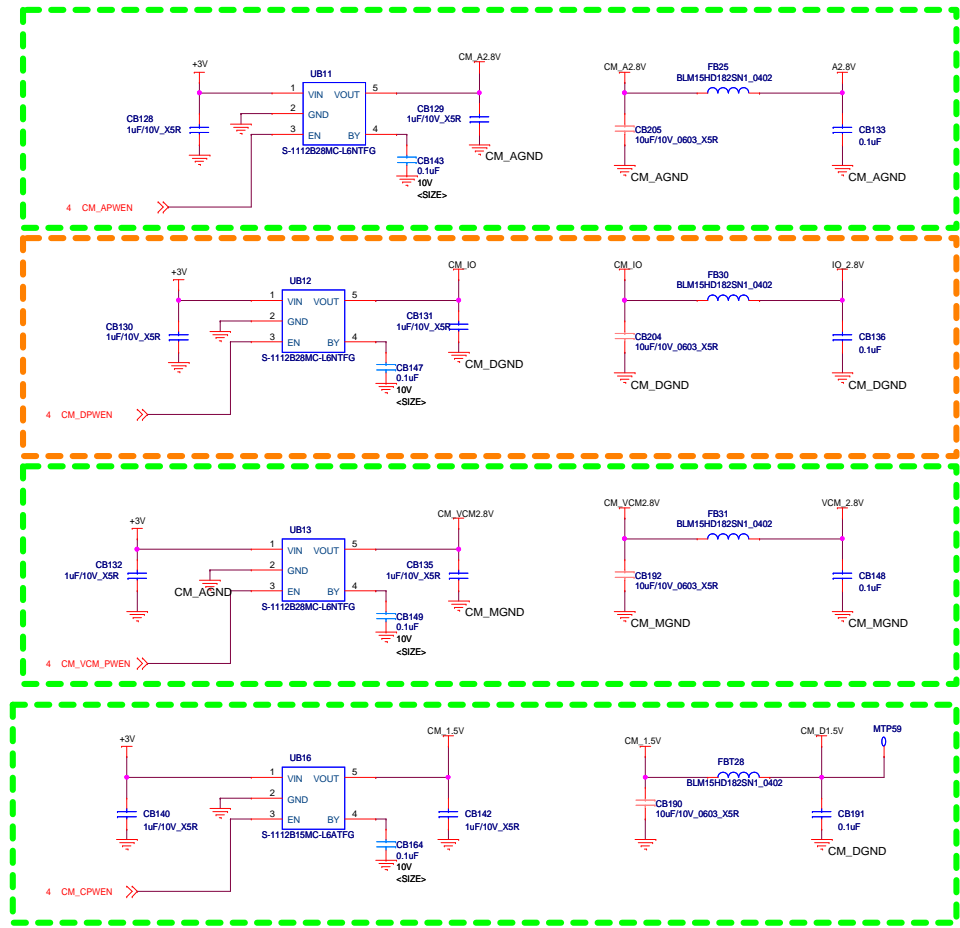 +3V
UB11
1 VIN VOUT 5
2 GND
3 EN BY 4
S-1112B28MC-L6NTFG
CB128
1uF/10V_X5R
CM_A2.8V
CB129
1uF/10V_X5R
CM_AGND
CB143
0.1uF
10V
<SIZE>
4 CM_APWEN
CM_A2.8V
FB25
BLM15HD182SN1_0402
A2.8V
CB205
10uF/10V_0603_X5R
CM_AGND
CB133
0.1uF
CM_AGND
+3V
UB12
1 VIN VOUT 5
2 GND
3 EN BY 4
S-1112B28MC-L6NTFG
CB130
1uF/10V_X5R
CM_IO
CB131
1uF/10V_X5R
CM_DGND
CB147
0.1uF
10V
<SIZE>
4 CM_DPWEN
CM_IO
FB30
BLM15HD182SN1_0402
IO_2.8V
CB204
10uF/10V_0603_X5R
CM_DGND
CB136
0.1uF
CM_DGND
+3V
UB13
1 VIN VOUT 5
2 GND
3 EN BY 4
S-1112B28MC-L6NTFG
CB132
1uF/10V_X5R
CM_AGND
CM_VCM2.8V
CB135
1uF/10V_X5R
CM_MGND
CB149
0.1uF
10V
<SIZE>
4 CM_VCM_PWEN
CM_VCM2.8V
FB31
BLM15HD182SN1_0402
VCM_2.8V
CB192
10uF/10V_0603_X5R
CM_MGND
CB148
0.1uF
CM_MGND
+3V
UB16
1 VIN VOUT 5
2 GND
3 EN BY 4
S-1112B15MC-L6ATFG
CB140
1uF/10V_X5R
CM_1.5V
CB142
1uF/10V_X5R
CB164
0.1uF
10V
<SIZE>
4 CM_CPWEN
CM_1.5V
FBT28
BLM15HD182SN1_0402
CM_D1.5V
MTP59
CB190
10uF/10V_0603_X5R
CB191
0.1uF
CM_DGND